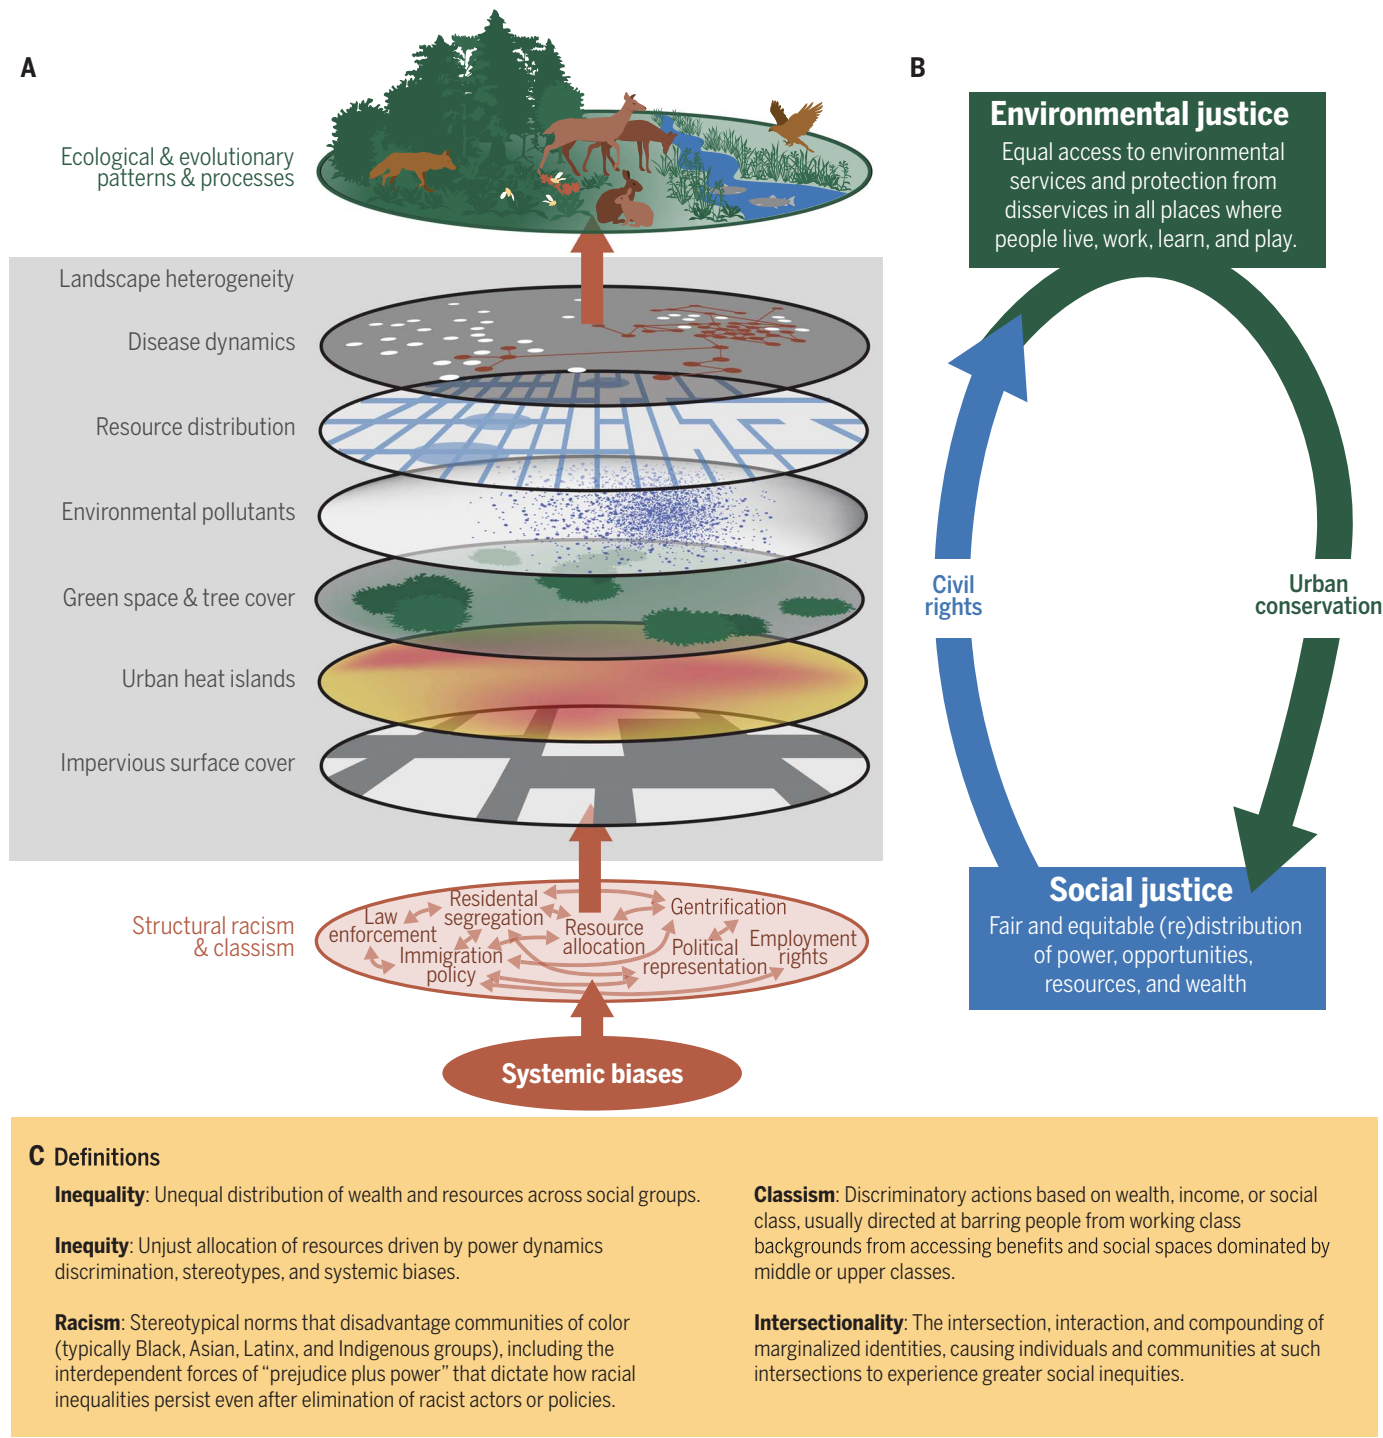 A
Ecological & evolutionary
patterns & processes
Landscape heterogeneity
Disease dynamics
Resource distribution
Environmental pollutants
Green space & tree cover
Urban heat islands
Impervious surface cover
Structural racism
& classism
Law
enforcement
Residental
segregation
Immigration
policy
Resource
allocation
Gentrification
Political
representation
Employment
rights
Systemic biases
B
Environmental justice
Equal access to environmental
services and protection from
disservices in all places where
people live, work, learn, and play.
Civil
rights
Urban
conservation
Social justice
Fair and equitable (re)distribution
of power, opportunities,
resources, and wealth
C Definitions
Inequality: Unequal distribution of wealth and resources across social groups.
Inequity: Unjust allocation of resources driven by power dynamics
discrimination, stereotypes, and systemic biases.
Racism: Stereotypical norms that disadvantage communities of color
(typically Black, Asian, Latinx, and Indigenous groups), including the
interdependent forces of “prejudice plus power” that dictate how racial
inequalities persist even after elimination of racist actors or policies.
Classism: Discriminatory actions based on wealth, income, or social
class, usually directed at barring people from working class
backgrounds from accessing benefits and social spaces dominated by
middle or upper classes.
Intersectionality: The intersection, interaction, and compounding of
marginalized identities, causing individuals and communities at such
intersections to experience greater social inequities.